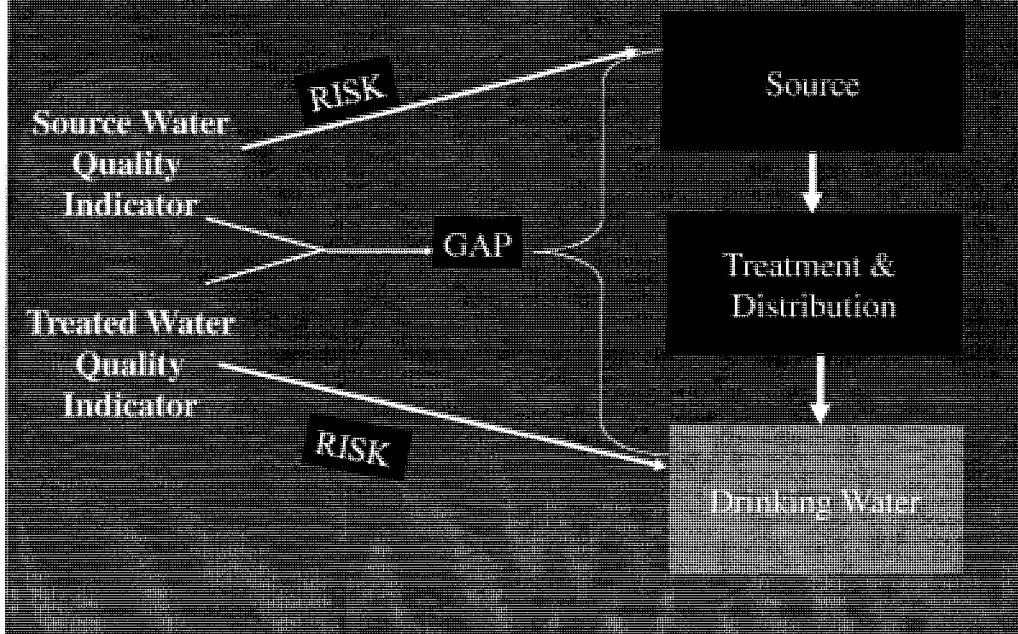 RISK
Source
Source Water
Quality
Indicator
GAP
Treatment &
Distribution
Treated Water
Quality
Indicator
RISK
Drinking Water